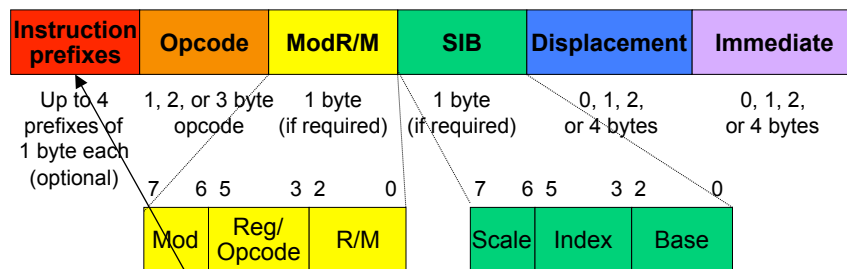 Instruction prefixes Opcode ModR/M SIB Displacement Immediate
Up to 4 1, 2, or 3 byte 1 byte 1 byte 0, 1, 2, 0, 1, 2,
prefixes of opcode (if required) (if required) or 4 bytes or 4 bytes
1 byte each
(optional)
7 6 5 3 2 0 7 6 5 3 2 0
Mod Reg/ Opcode R/M Scale Index Base